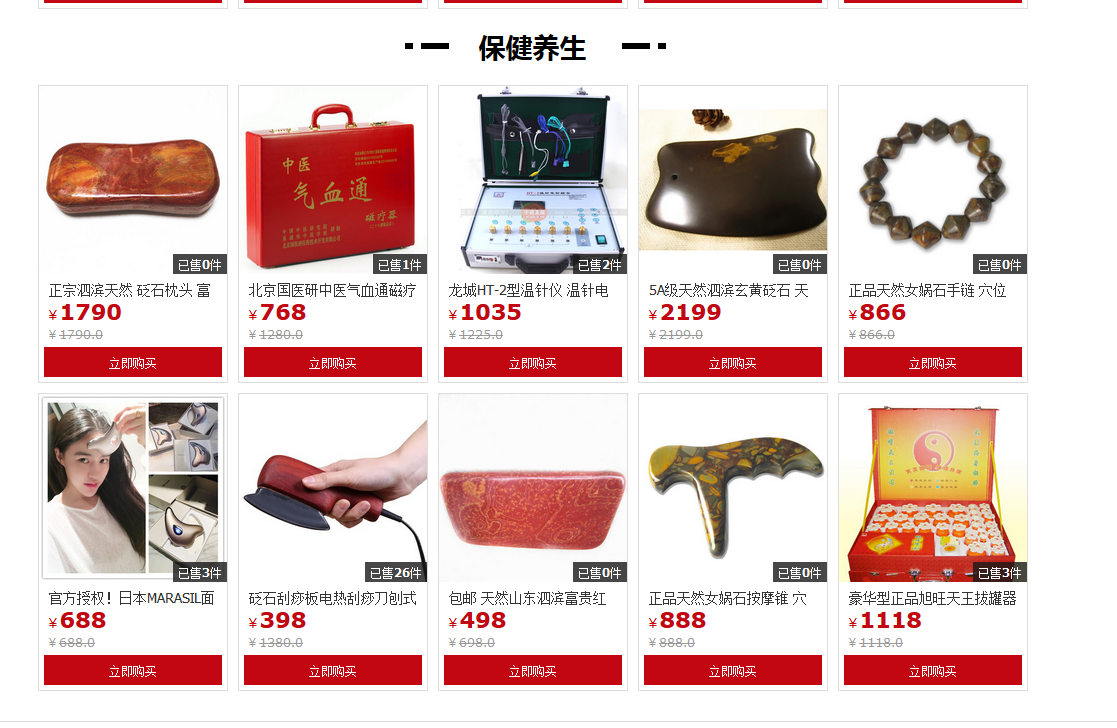 保健养生
中医
气血通
磁疗器
已售0件
已售1件
已售2件
已售0件
已售0件
正宗泗滨天然 砭石枕头 富
北京国医研中医气血通磁疗
龙城HT-2型温针仪 温针电
5A级天然泗滨玄黄砭石 天
正品天然女娲石手链 穴位
¥1790
¥768
¥1035
¥2199
¥866
¥1790.0
¥1280.0
¥1225.0
¥2199.0
¥866.0
立即购买
立即购买
立即购买
立即购买
立即购买
已售3件
已售26件
已售0件
已售0件
已售3件
官方授权！日本MARASIL面
砭石刮痧板电热刮痧刀刨式
包邮 天然山东泗滨富贵红
正品天然女娲石按摩锥 穴
豪华型正品旭旺天王拔罐器
¥688
¥398
¥498
¥888
¥1118
¥688.0
¥1380.0
¥698.0
¥888.0
¥1118.0
立即购买
立即购买
立即购买
立即购买
立即购买